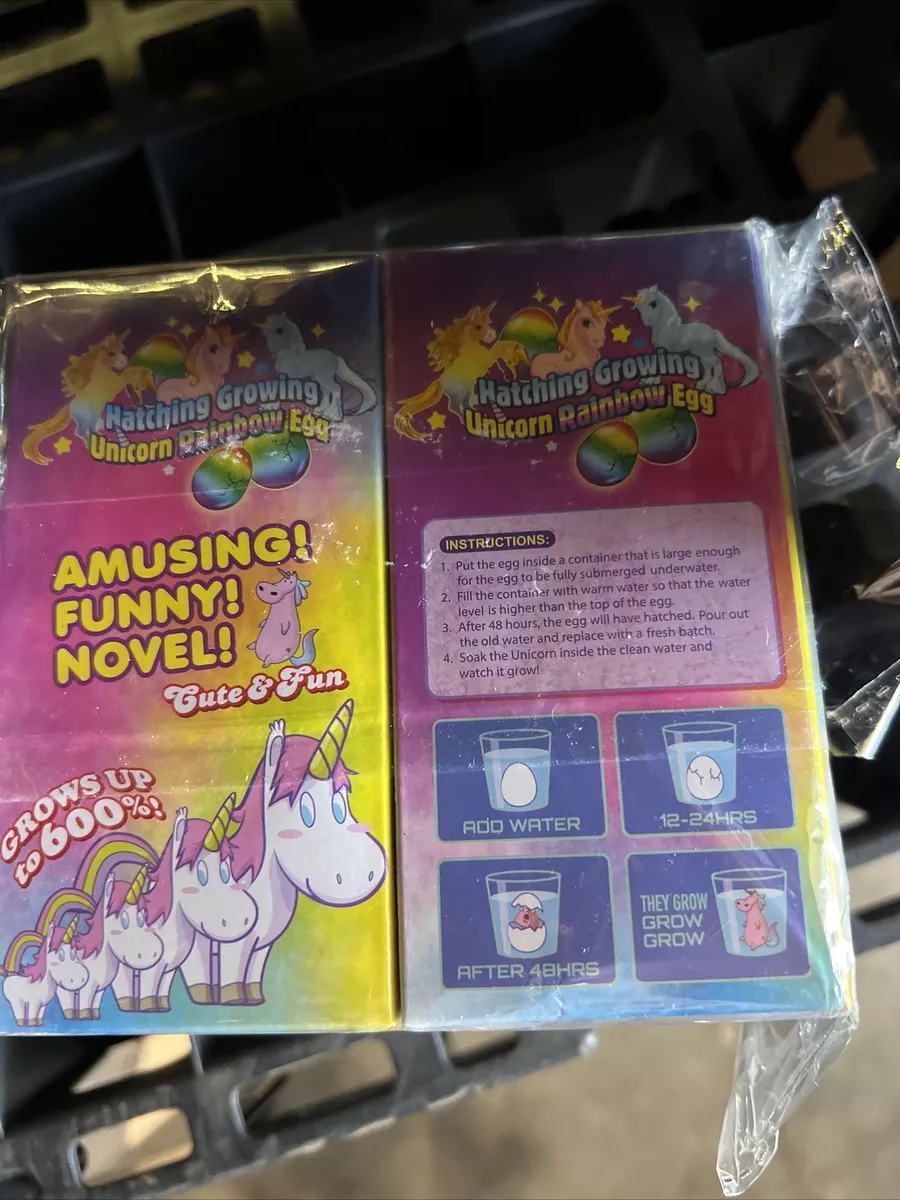 Hatching Growing
Unicorn Rainbow Egg
AMUSING!
FUNNY!
NOVEL!
Cute & Fun
GROWS UP
to 600%!
Hatching Growing
Unicorn Rainbow Egg
INSTRUCTIONS:
1. Put the egg inside a container that is large enough
for the egg to be fully submerged underwater.
2. Fill the container with warm water so that the water
level is higher than the top of the egg.
3. After 48 hours, the egg will have hatched. Pour out
the old water and replace with a fresh batch.
4. Soak the Unicorn inside the clean water and
watch it grow!
ADD WATER
12-24HRS
AFTER 48HRS
THEY GROW
GROW
GROW